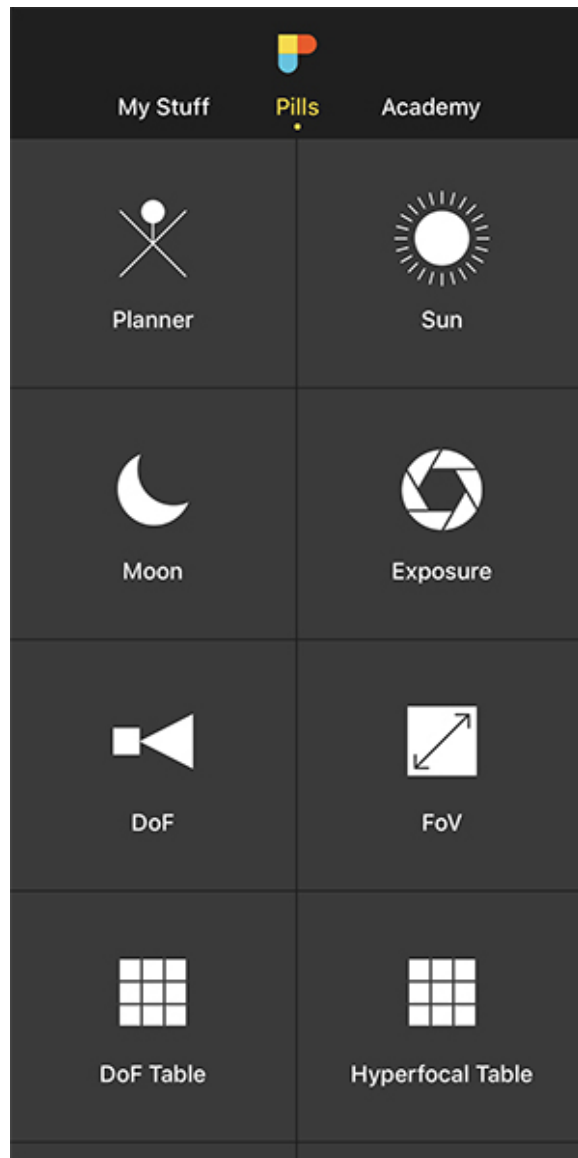 My Stuff Pills Academy
Planner Sun
Moon Exposure
DoF FoV
DoF Table Hyperfocal Table